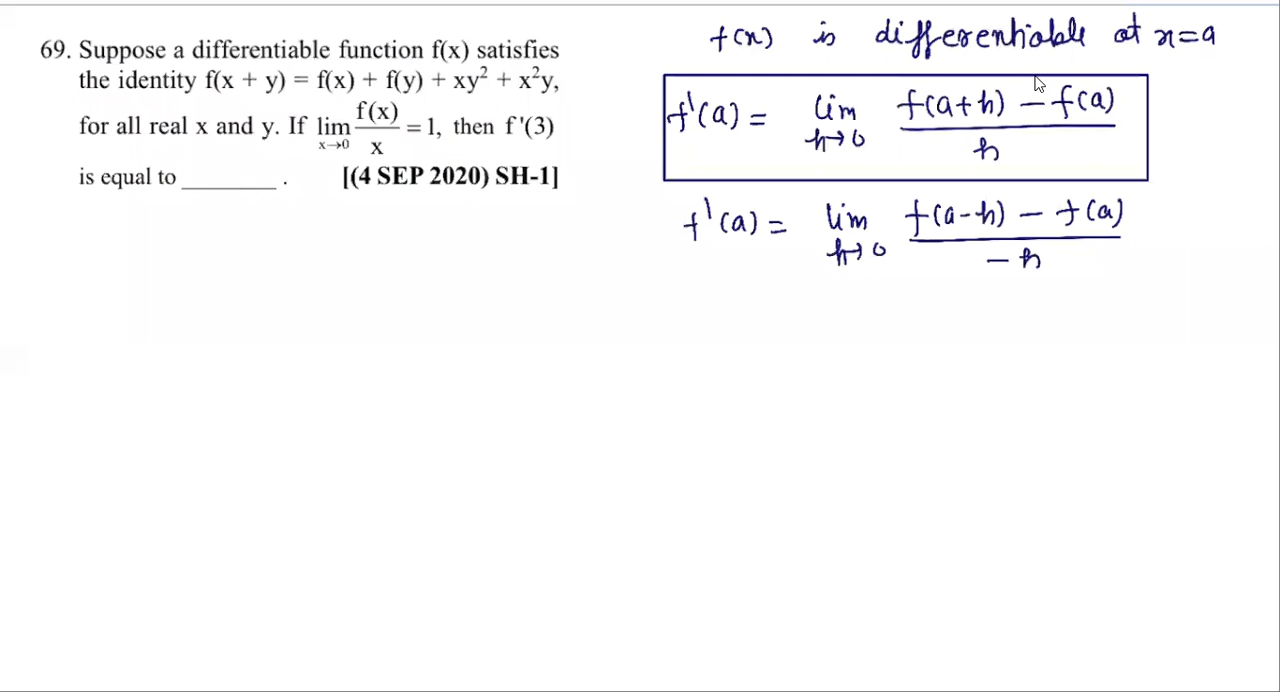 69. Suppose a differentiable function f(x) satisfies
the identity f(x + y) = f(x) + f(y) + xy² + x²y,
for all real x and y. If lim x→0 f(x)/x = 1, then f '(3)
is equal to ________ . [(4 SEP 2020) SH-1]
f(x) is differentiable at x=a
f'(a) = lim h→0 f(a+h) - f(a) / h
f'(a) = lim h→0 f(a-h) - f(a) / -h